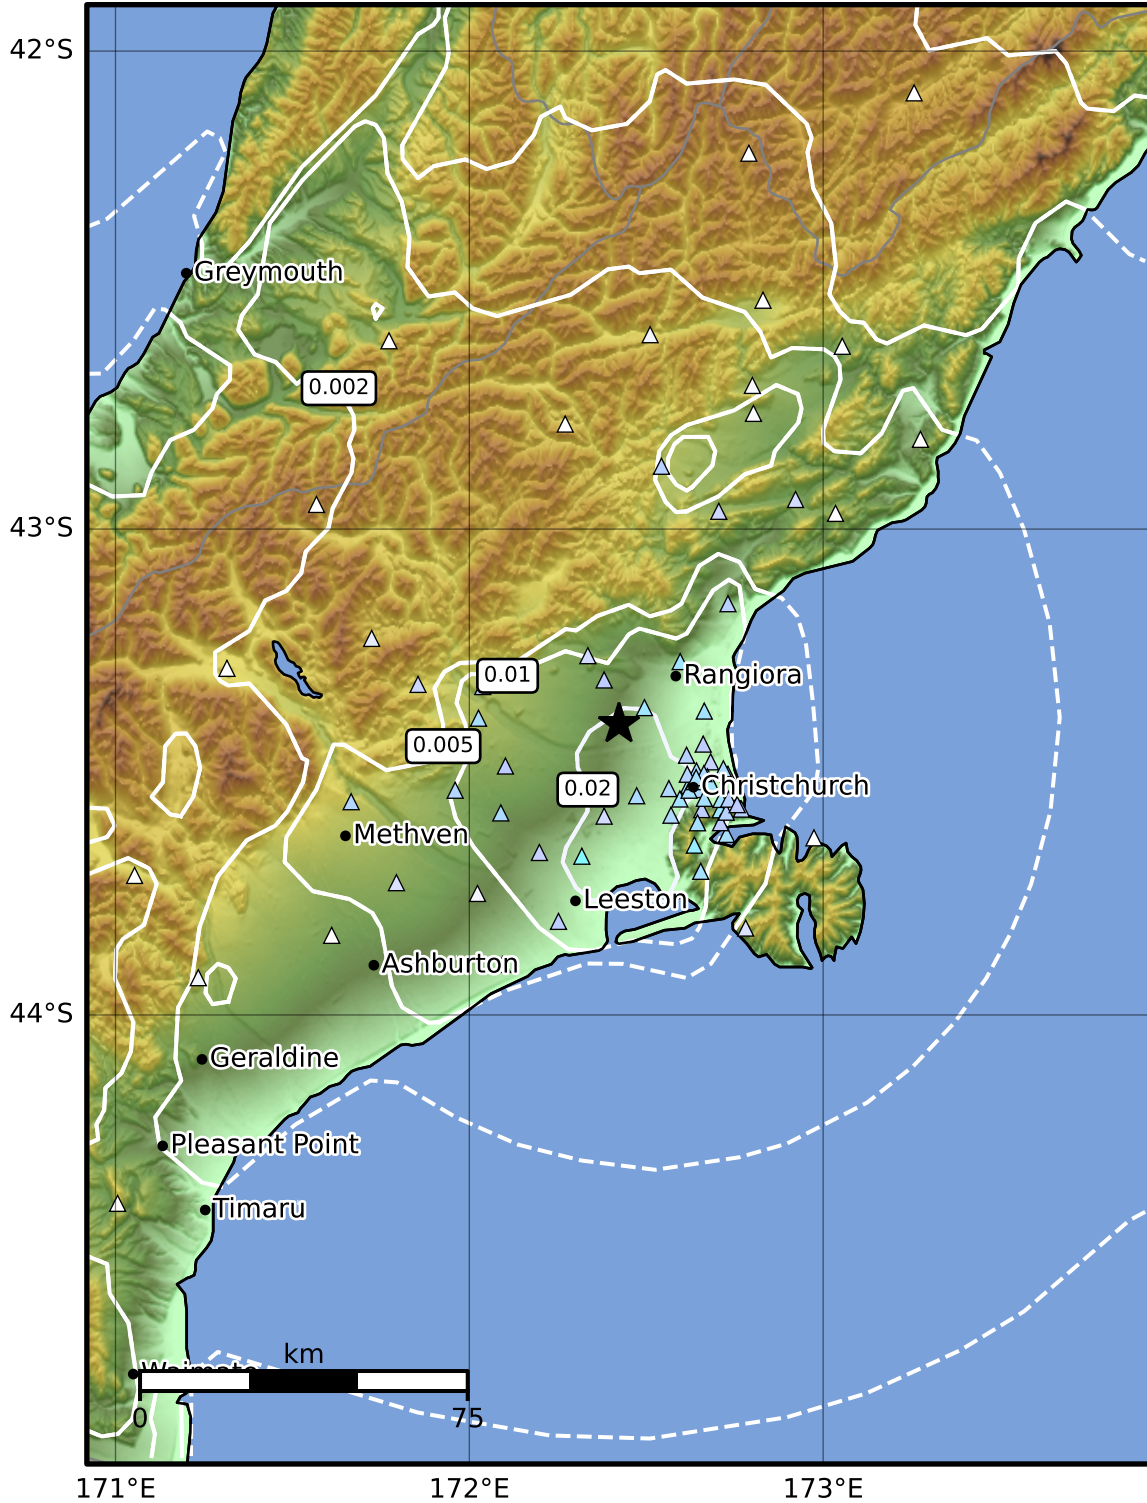 42°S
Greymouth
0.002
43°S
0.01
Rangiora
0.005
0.02
Christchurch
Methven
Leeston
Ashburton
44°S
Geraldine
Pleasant Point
Timaru
km
Waimate
0
75
171°E
172°E
173°E